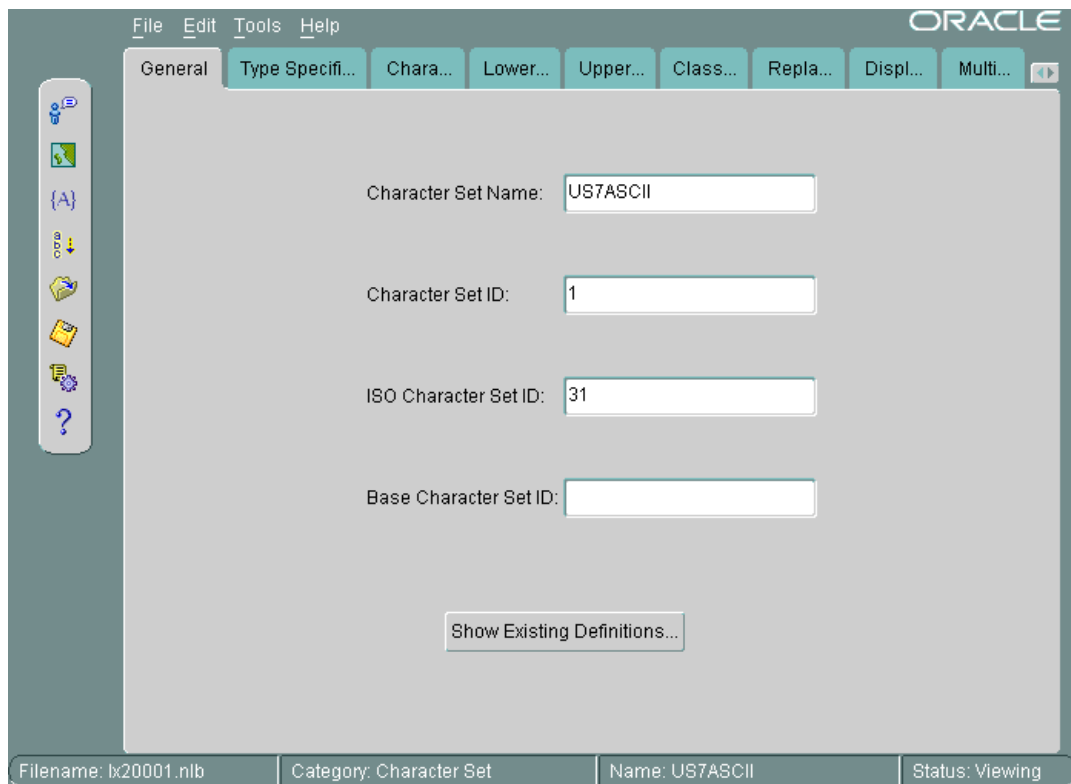 File Edit Tools Help
ORACLE
General Type Specifi... Chara... Lower... Upper... Class... Repla... Displ... Multi...
{A}
a
b
c
?
Character Set Name: US7ASCII
Character Set ID: 1
ISO Character Set ID: 31
Base Character Set ID:
Show Existing Definitions...
Filename: lx20001.nlb Category: Character Set Name: US7ASCII Status: Viewing